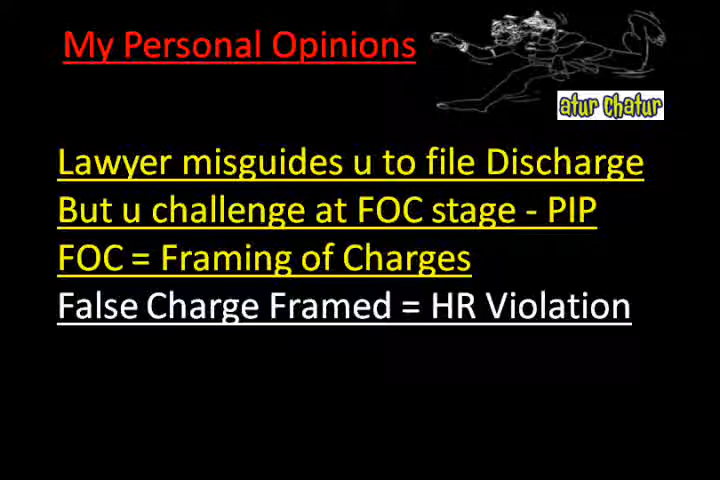 My Personal Opinions
atur chatur
Lawyer misguides u to file Discharge
But u challenge at FOC stage - PIP
FOC = Framing of Charges
False Charge Framed = HR Violation